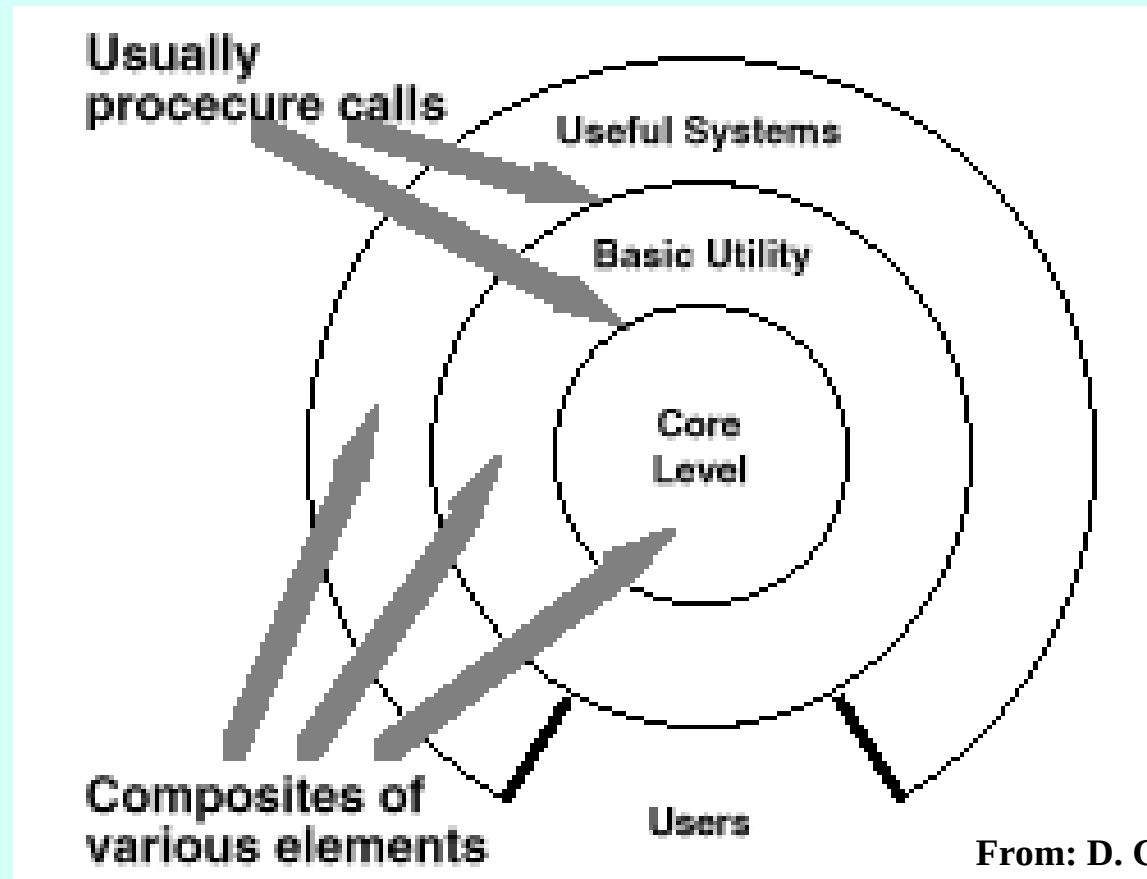 Usually
procecure calls
Useful Systems
Basic Utility
Core
Level
Composites of
various elements
Users
From: D. C